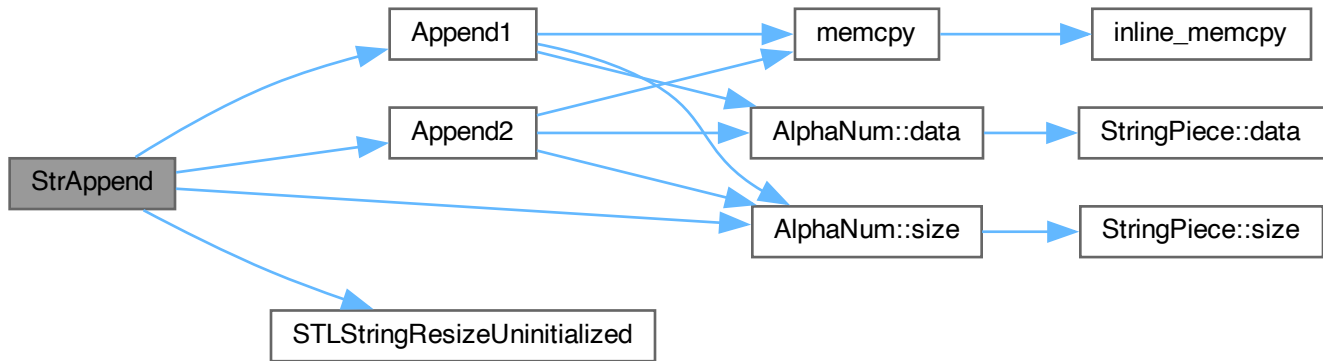 Append1
memcpy
inline_memcpy
Append2
AlphaNum::data
StringPiece::data
StrAppend
AlphaNum::size
StringPiece::size
STLStringResizeUninitialized